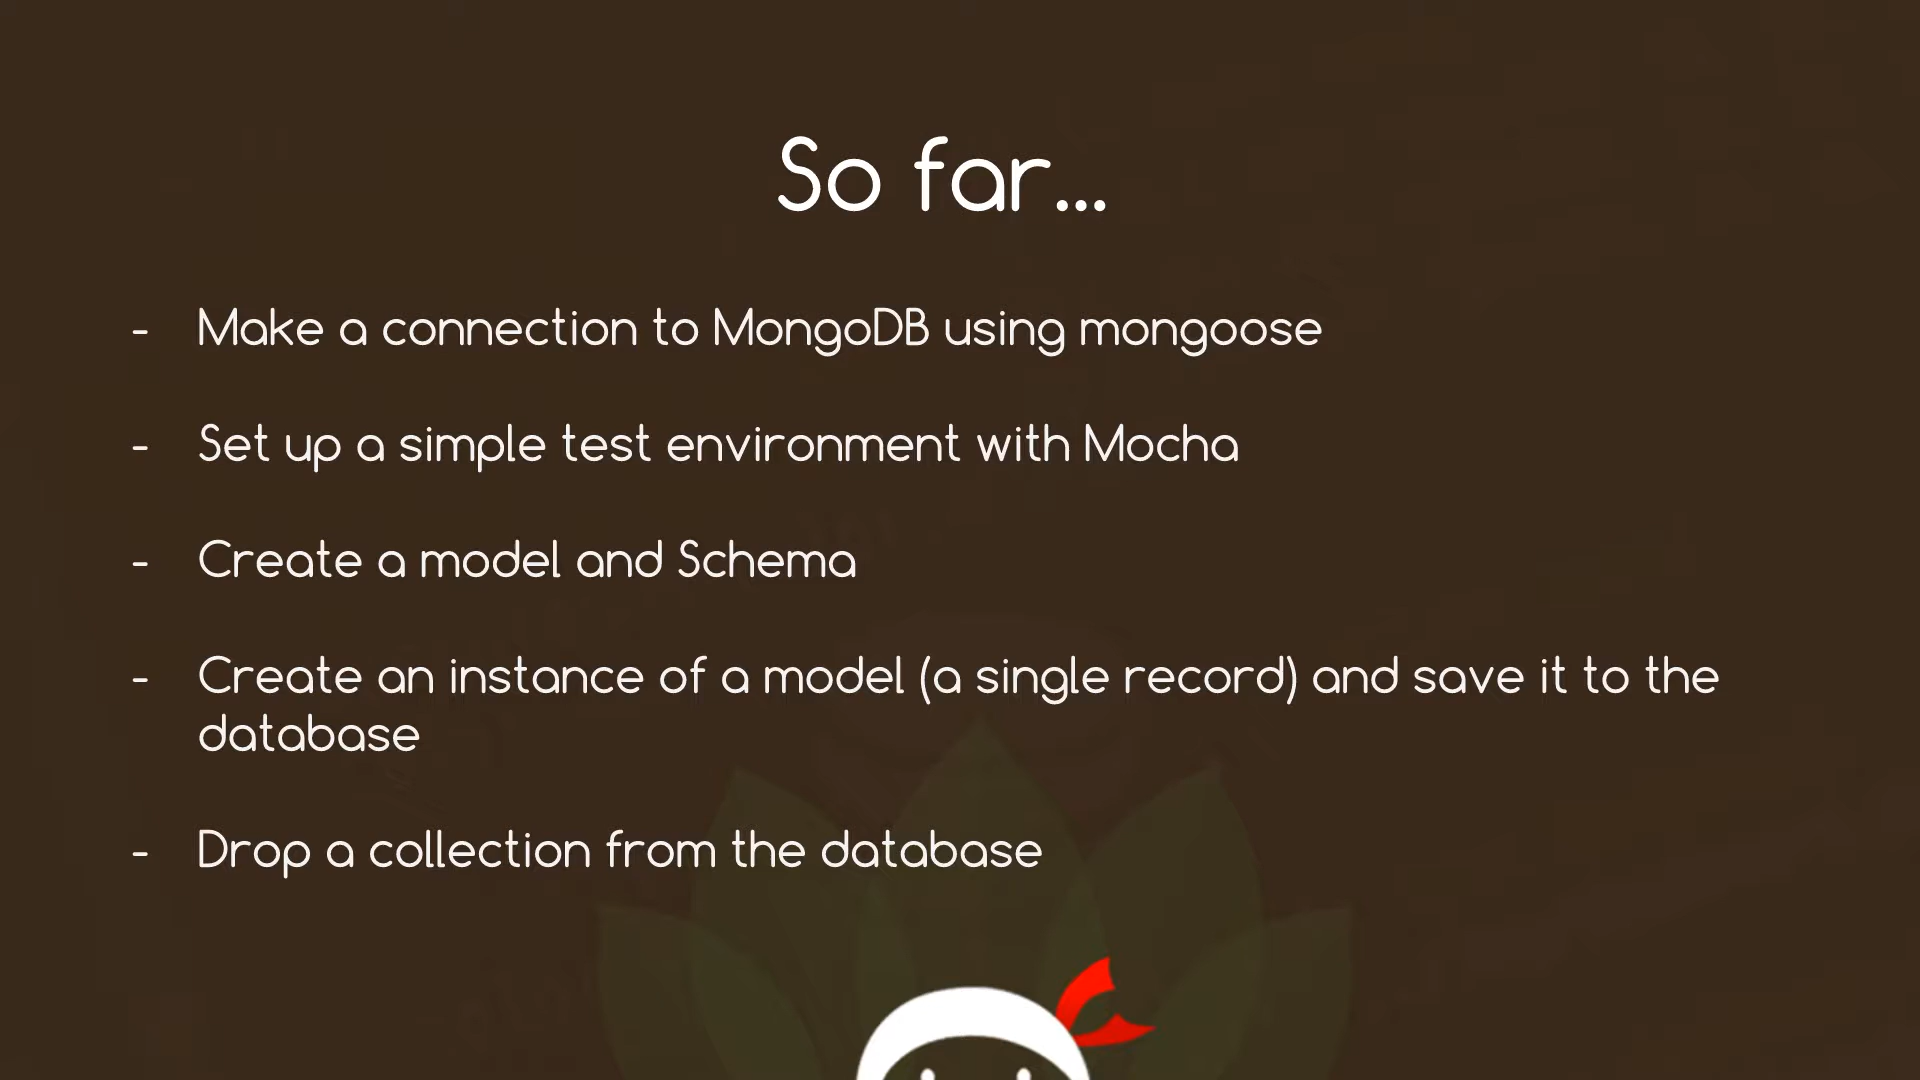 So far...
- Make a connection to MongoDB using mongoose
- Set up a simple test environment with Mocha
- Create a model and Schema
- Create an instance of a model (a single record) and save it to the
database
- Drop a collection from the database